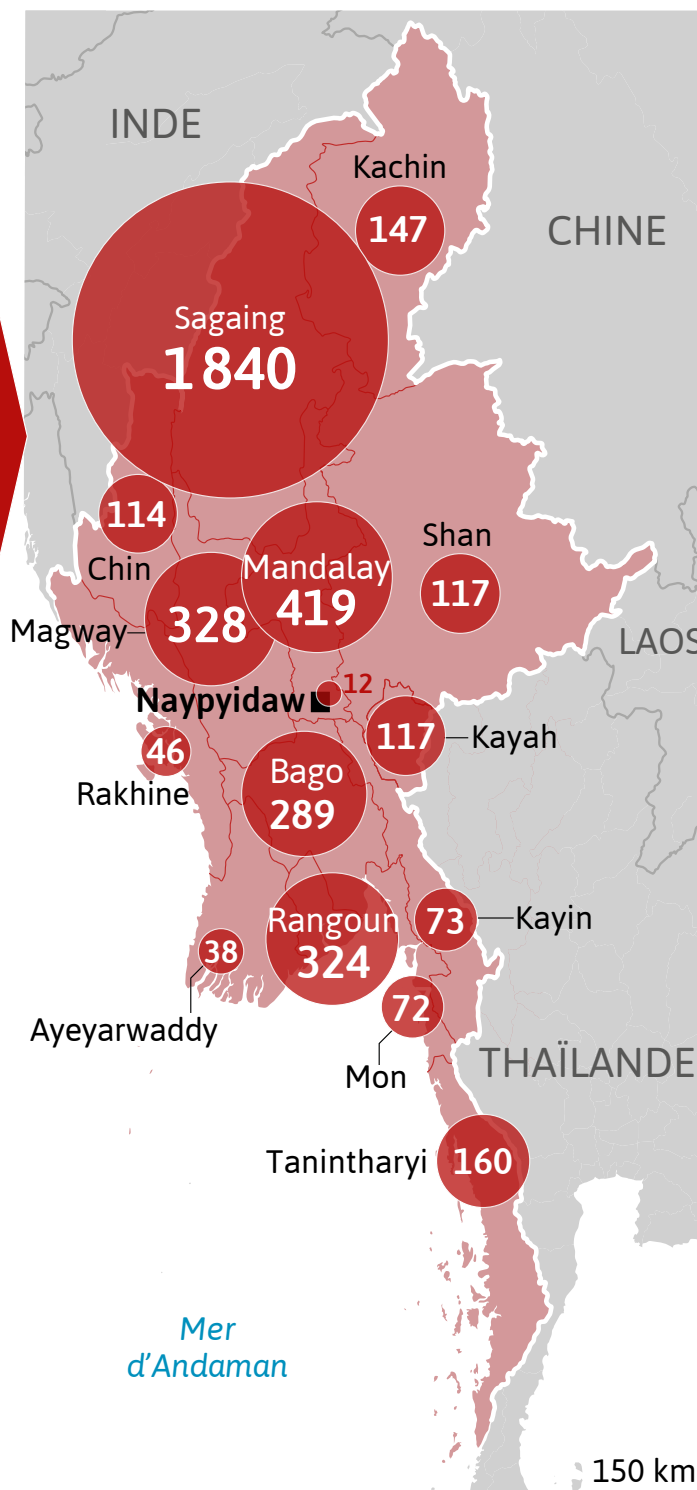 INDE
Kachin
147
CHINE
Sagaing
1 840
114
Chin
Mandalay
419
Shan
117
Magway
328
LAOS
12
Naypyidaw
117
Kayah
46
Rakhine
Bago
289
Rangoun
324
73
Kayin
38
Ayeyarwaddy
72
Mon
THAÏLANDE
Tanintharyi
160
Mer
d'Andaman
150 km